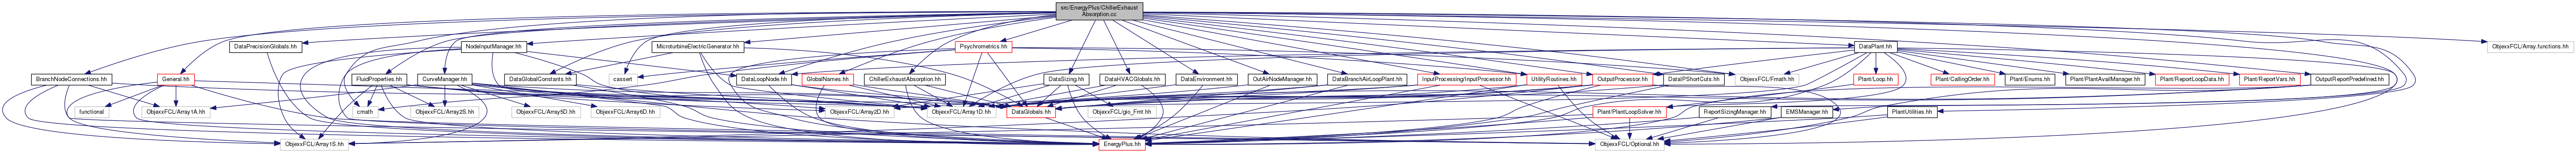 src/EnergyPlus/ChillerExhaust
Absorption.cc
DataPrecisionGlobals.hh
NodeInputManager.hh
MicroturbineElectricGenerator.hh
Psychrometrics.hh
DataPlant.hh
ObjexxFCL/Array.functions.hh
BranchNodeConnections.hh
General.hh
FluidProperties.hh
CurveManager.hh
DataGlobalConstants.hh
cassert
DataLoopNode.hh
GlobalNames.hh
ChillerExhaustAbsorption.hh
DataSizing.hh
DataHVACGlobals.hh
DataEnvironment.hh
OutAirNodeManager.hh
DataBranchAirLoopPlant.hh
InputProcessing/InputProcessor.hh
UtilityRoutines.hh
OutputProcessor.hh
DataIPShortCuts.hh
ObjexxFCL/Fmath.hh
Plant/Loop.hh
Plant/CallingOrder.hh
Plant/Enums.hh
Plant/PlantAvailManager.hh
Plant/ReportLoopData.hh
Plant/ReportVars.hh
OutputReportPredefined.hh
functional
ObjexxFCL/Array1A.hh
cmath
ObjexxFCL/Array2S.hh
ObjexxFCL/Array5D.hh
ObjexxFCL/Array6D.hh
ObjexxFCL/Array2D.hh
ObjexxFCL/Array1D.hh
DataGlobals.hh
ObjexxFCL/gio_Fmt.hh
Plant/PlantLoopSolver.hh
ReportSizingManager.hh
EMSManager.hh
PlantUtilities.hh
ObjexxFCL/Array1S.hh
EnergyPlus.hh
ObjexxFCL/Optional.hh